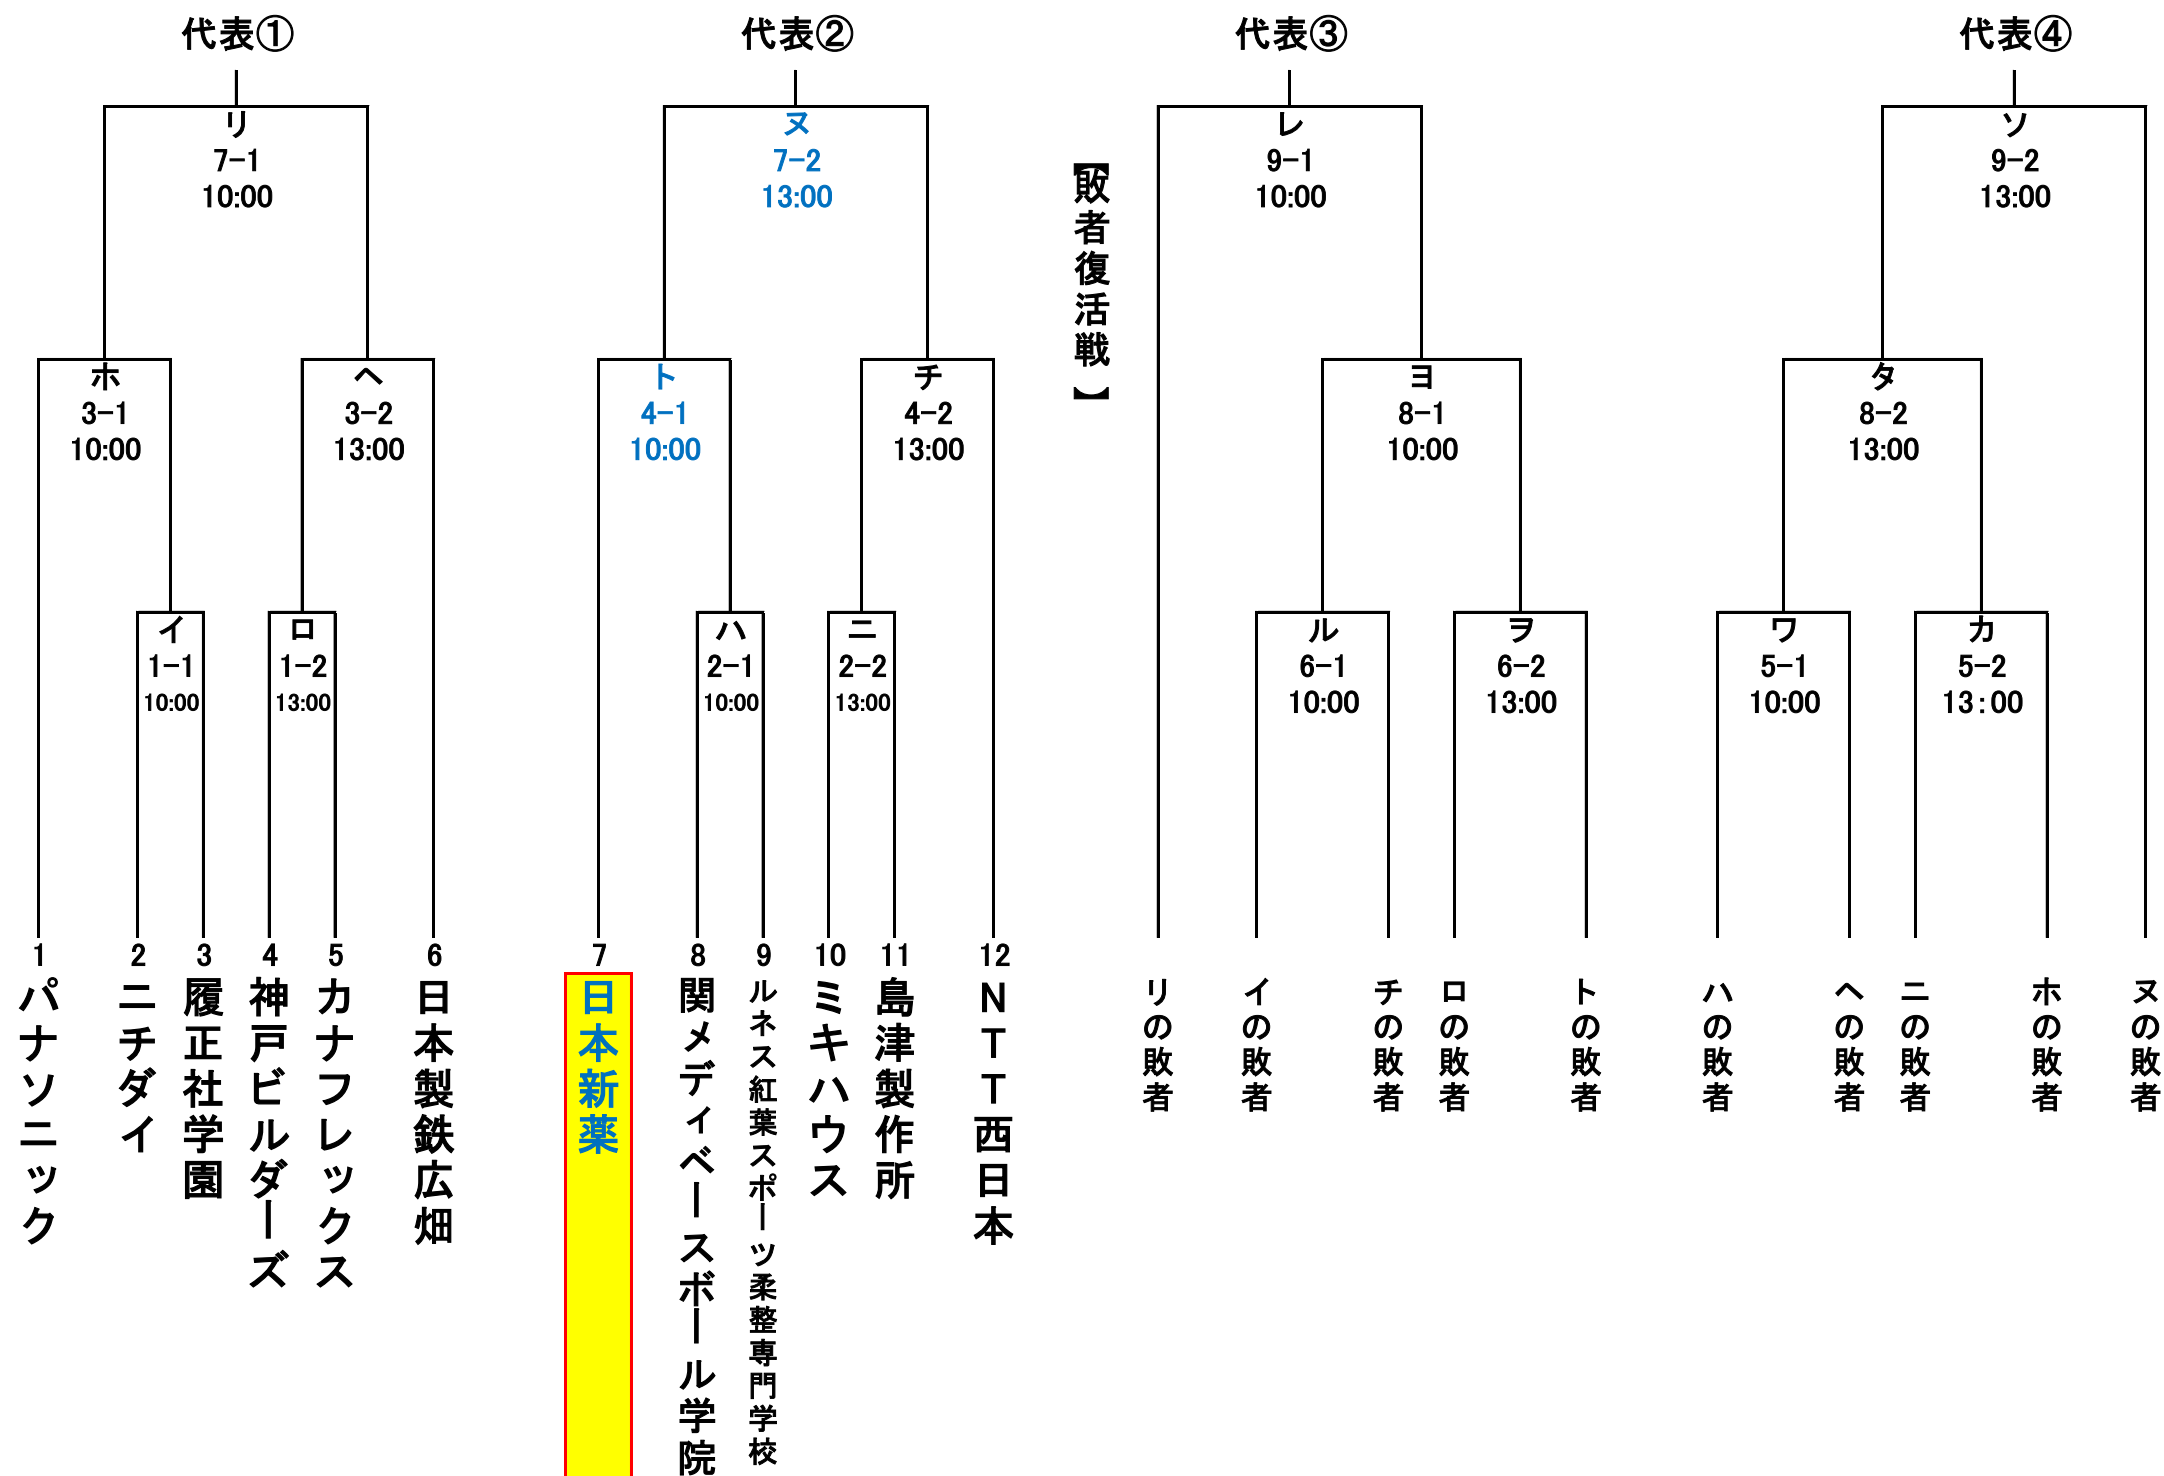 代表①
代表②
代表③
代表④
リ
7-1
10:00
ヌ
7-2
13:00
【敗者復活戦】
レ
9-1
10:00
ソ
9-2
13:00
ホ
3-1
10:00
ヘ
3-2
13:00
ト
4-1
10:00
チ
4-2
13:00
ヨ
8-1
10:00
タ
8-2
13:00
イ
1-1
10:00
ロ
1-2
13:00
ハ
2-1
10:00
ニ
2-2
13:00
ル
6-1
10:00
ヲ
6-2
13:00
ワ
5-1
10:00
カ
5-2
13:00
1
パナソニック
2
ニチダイ
3
履正社学園
4
神戸ビルダーズ
5
カナフレックス
6
日本製鉄広畑
7
日本新薬
8
関メディベースボール学院
9
ルネス紅葉スポーツ柔整専門学校
10
ミキハウス
11
島津製作所
12
NTT西日本
リの敗者
イの敗者
チの敗者
ロの敗者
トの敗者
ハの敗者
ヘの敗者
ニの敗者
ホの敗者
ヌの敗者